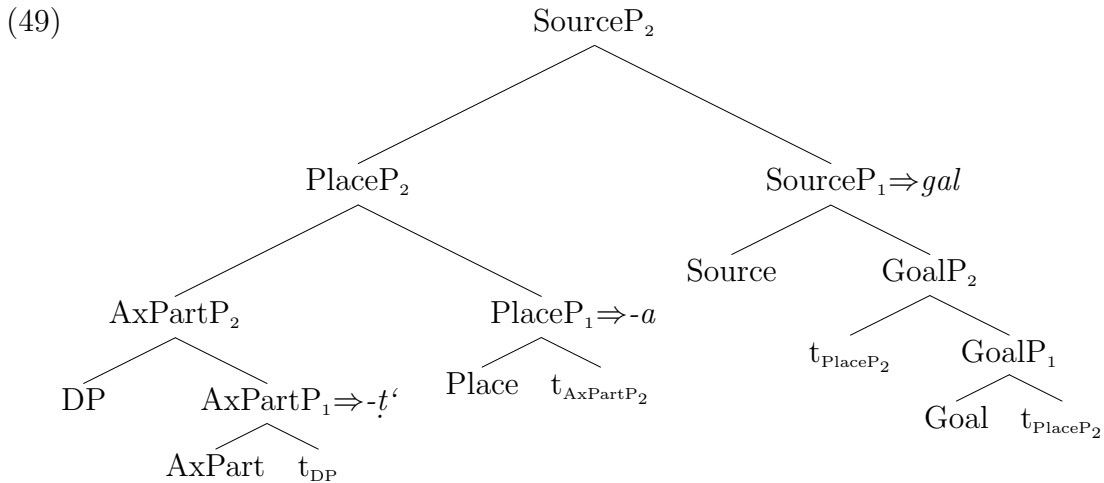 (49)
SourceP₂
PlaceP₂ SourceP₁⇒gal
Source GoalP₂
AxPartP₂ PlaceP₁⇒-a
t_PlaceP₂ GoalP₁
DP AxPartP₁⇒-ṭ‘ Place t_AxPartP₂
Goal t_PlaceP₂
AxPart t_DP